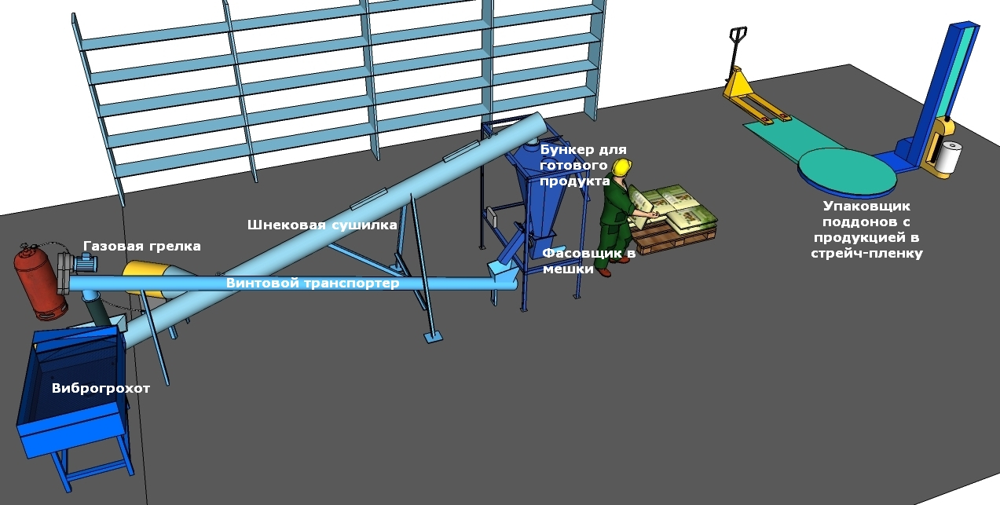 Бункер для
готового
продукта
Шнековая сушилка
Газовая грелка
Упаковщик
поддонов с
продукцией в
стрейч-пленку
Фасовщик в
мешки
Винтовой транспортер
Виброгрохот